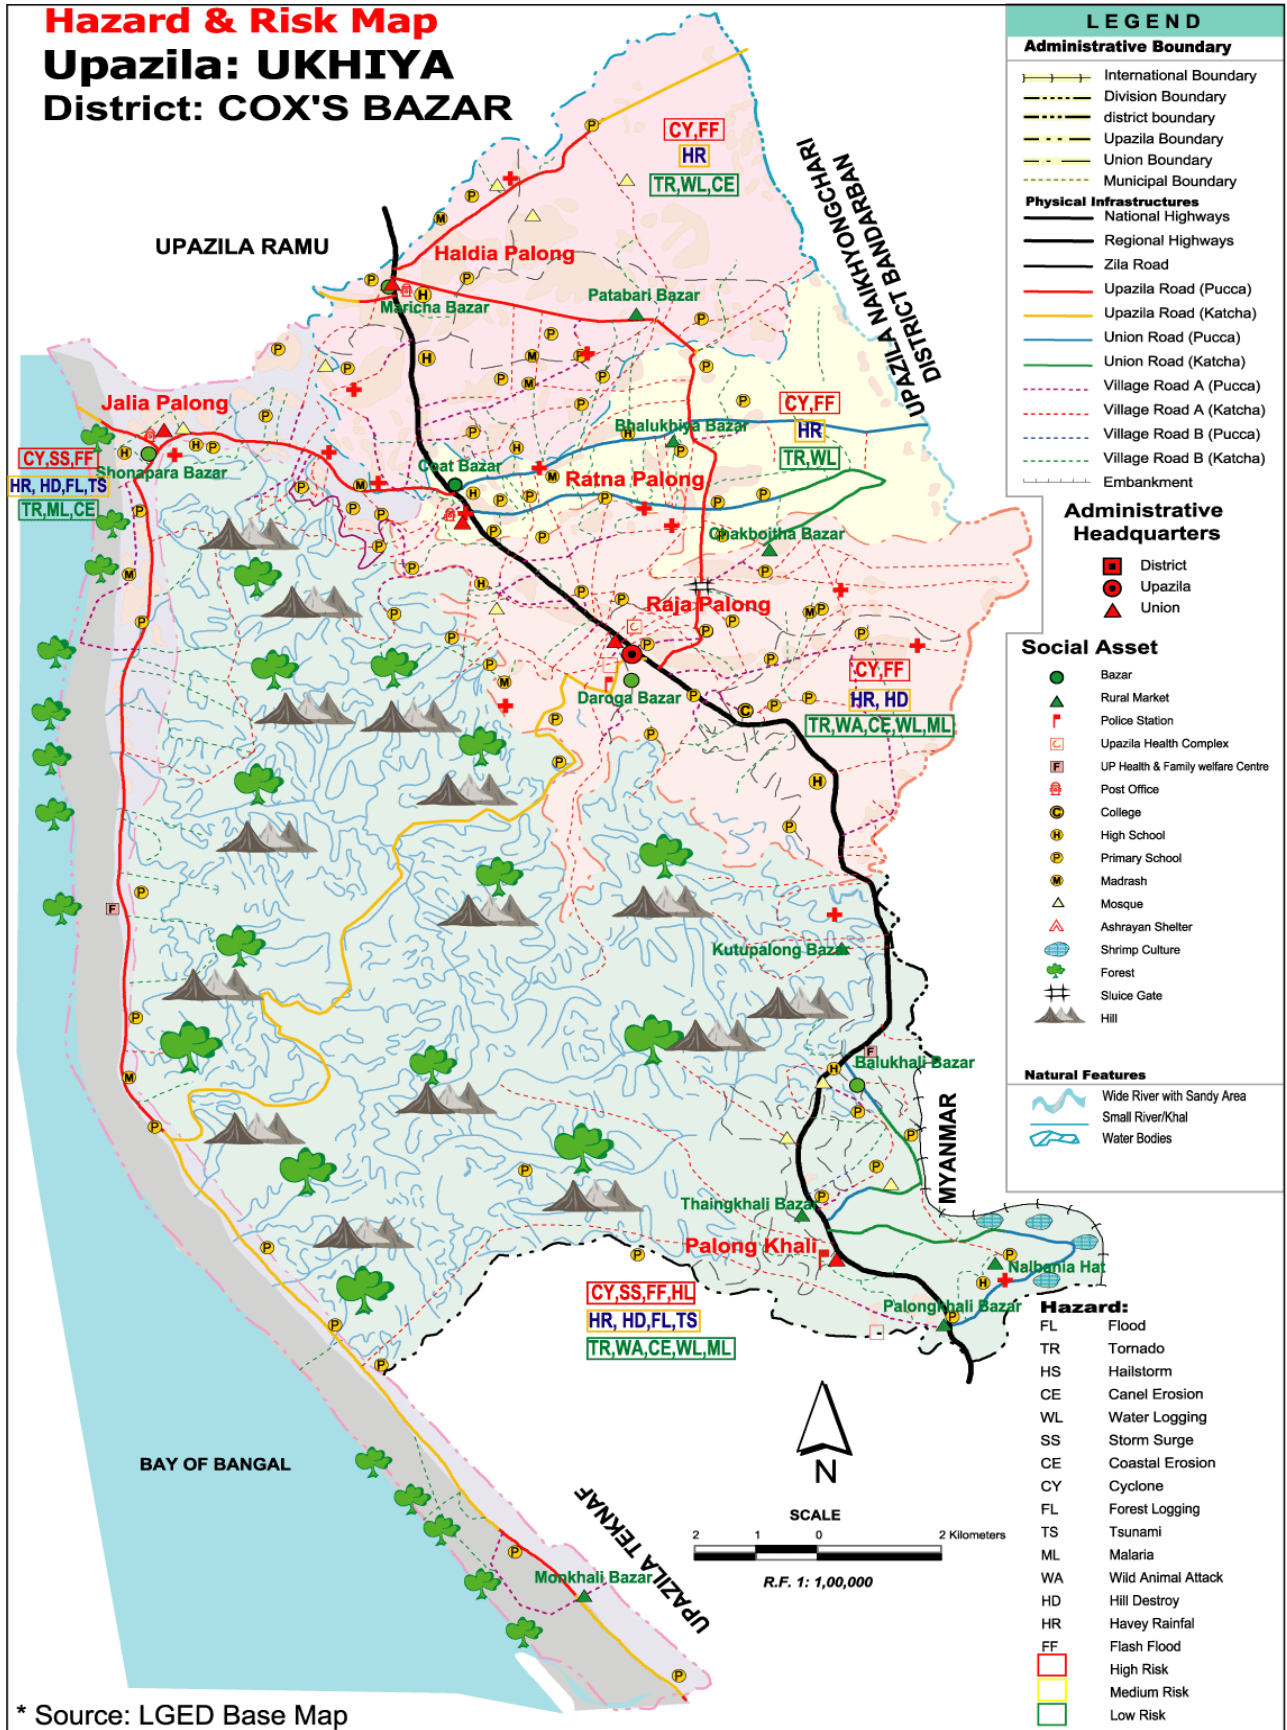 Hazard & Risk Map
Upazila: UKHIYA
District: COX'S BAZAR
UPAZILA RAMU
UPAZILA NAIKHYONGCHARI
DISTRICT BANDARBAN
CY,FF
HR
TR,WL,CE
Haldia Palong
Maricha Bazar
Patabari Bazar
Jalia Palong
CY,SS,FF
HR, HD,FL,TS
TR,ML,CE
Shonapara Bazar
CY,FF
HR
TR,WL
Bhalukhiya Bazar
Coat Bazar
Ratna Palong
Chakboitha Bazar
Raja Palong
Daroga Bazar
CY,FF
HR, HD
TR,WA,CE,WL,ML
Kutupalong Bazar
Balukhali Bazar
MYANMAR
Thaingkhali Bazar
Palong Khali
Nalbania Hat
Palongkhali Bazar
CY,SS,FF,HL
HR, HD,FL,TS
TR,WA,CE,WL,ML
BAY OF BANGAL
UPAZILA TEKNAF
Monkhali Bazar
N
SCALE
2 1 0 2 Kilometers
R.F. 1: 1,00,000
* Source: LGED Base Map
LEGEND
Administrative Boundary
International Boundary
Division Boundary
district boundary
Upazila Boundary
Union Boundary
Municipal Boundary
Physical Infrastructures
National Highways
Regional Highways
Zila Road
Upazila Road (Pucca)
Upazila Road (Katcha)
Union Road (Pucca)
Union Road (Katcha)
Village Road A (Pucca)
Village Road A (Katcha)
Village Road B (Pucca)
Village Road B (Katcha)
Embankment
Administrative
Headquarters
District
Upazila
Union
Social Asset
Bazar
Rural Market
Police Station
Upazila Health Complex
F UP Health & Family welfare Centre
Post Office
C College
H High School
P Primary School
M Madrash
Mosque
Ashrayan Shelter
Shrimp Culture
Forest
Sluice Gate
Hill
Natural Features
Wide River with Sandy Area
Small River/Khal
Water Bodies
Hazard:
FL Flood
TR Tornado
HS Hailstorm
CE Canel Erosion
WL Water Logging
SS Storm Surge
CE Coastal Erosion
CY Cyclone
FL Forest Logging
TS Tsunami
ML Malaria
WA Wild Animal Attack
HD Hill Destroy
HR Havey Rainfal
FF Flash Flood
High Risk
Medium Risk
Low Risk